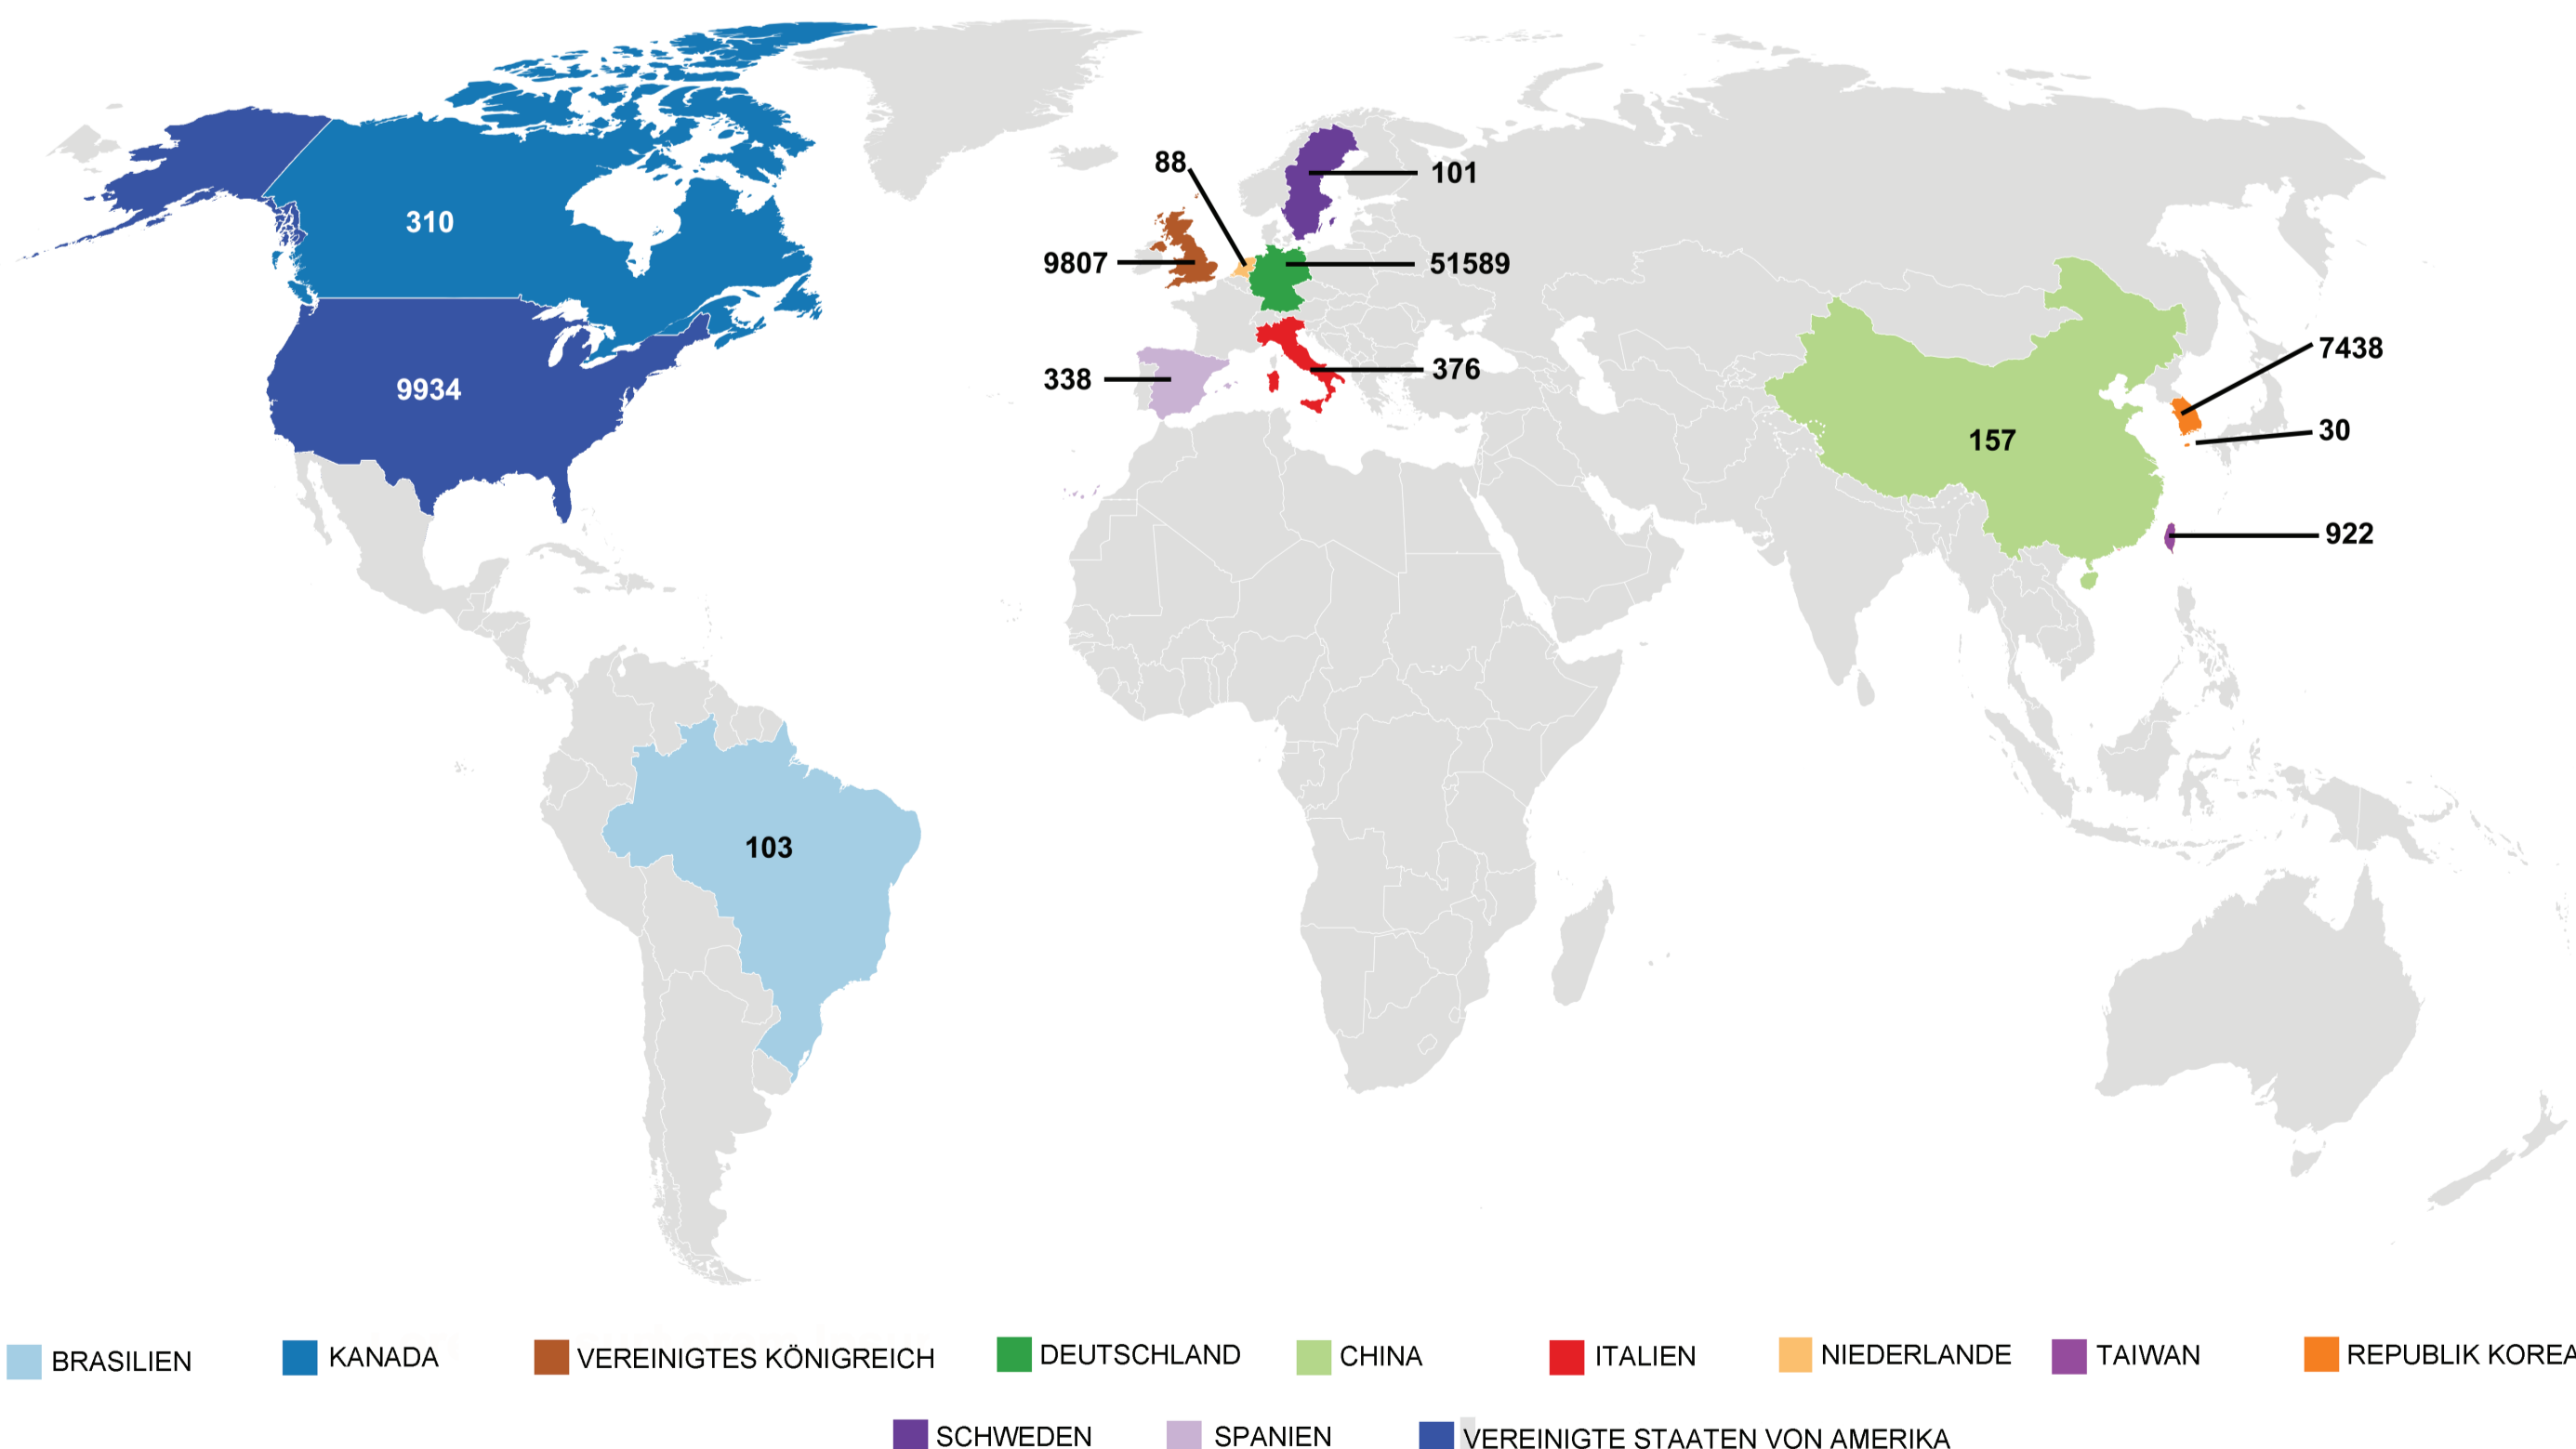 88
101
310
9807
51589
7438
338
376
9934
30
157
922
103
BRASILIEN
KANADA
VEREINIGTES KÖNIGREICH
DEUTSCHLAND
CHINA
ITALIEN
NIEDERLANDE
TAIWAN
REPUBLIK KOREA
SCHWEDEN
SPANIEN
VEREINIGTE STAATEN VON AMERIKA